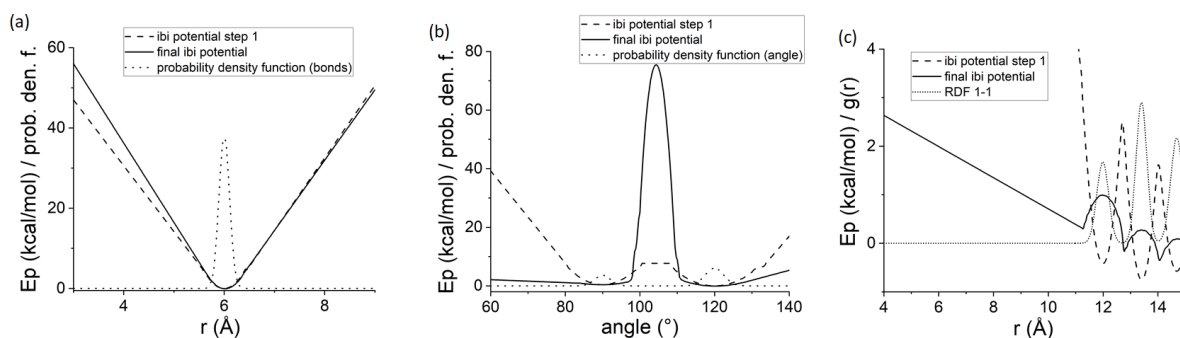 (a)
ibi potential step 1
final ibi potential
probability density function (bonds)
Ep (kcal/mol) / prob. den. f.
60
40
20
0
4
6
8
r (Å)
(b)
ibi potential step 1
final ibi potential
probability density function (angle)
Ep (kcal/mol) / prob. den. f.
80
60
40
20
0
60
80
100
120
140
angle (°)
(c)
ibi potential step 1
final ibi potential
RDF 1-1
Ep (kcal/mol) / g(r)
4
2
0
4
6
8
10
12
14
r (Å)